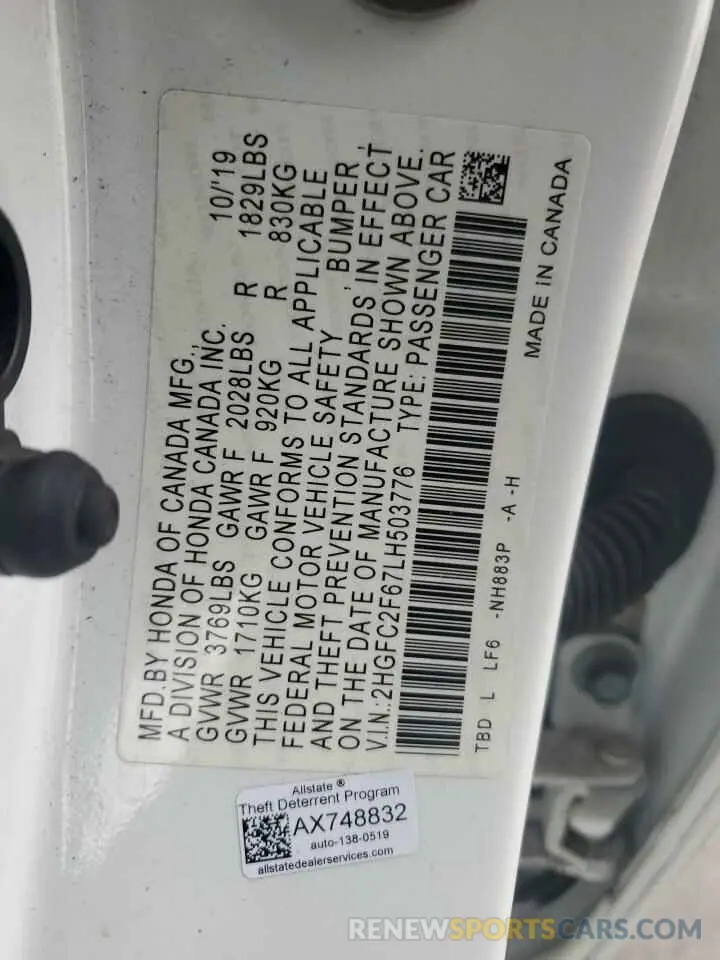 MFD.BY HONDA OF CANADA MFG., 10/'19
A DIVISION OF HONDA CANADA INC.
GVWR 3769LBS GAWR F 2028LBS R 1829LBS
GVWR 1710KG GAWR F 920KG R 830KG
THIS VEHICLE CONFORMS TO ALL APPLICABLE
FEDERAL MOTOR VEHICLE SAFETY, BUMPER,
AND THEFT PREVENTION STANDARDS IN EFFECT
ON THE DATE OF MANUFACTURE SHOWN ABOVE.
V.I.N.:2HGFC2F67LH503776 TYPE: PASSENGER CAR
TBD L LF6 -NH883P -A -H
MADE IN CANADA
Allstate ®
Theft Deterrent Program
AX748832
auto-138-0519
allstatedealerservices.com
RENEWSPORTSCARS.COM